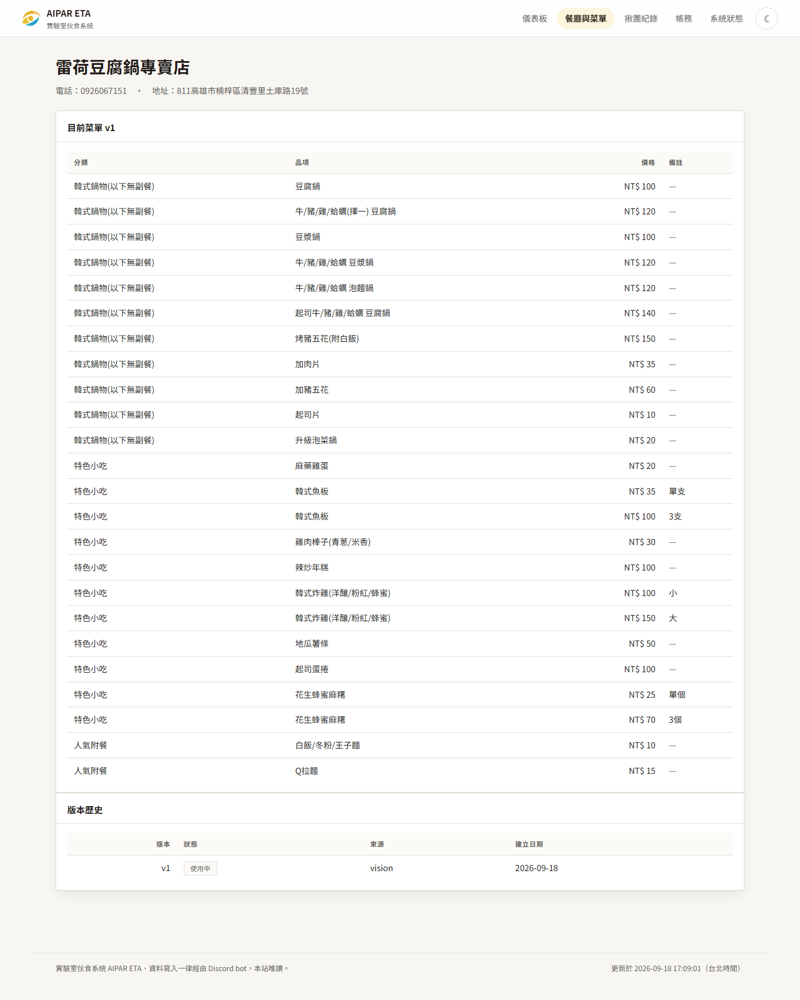 AIPAR ETA
實驗室伙食系統
儀表板 餐廳與菜單 揪團紀錄 帳務 系統狀態
雷荷豆腐鍋專賣店
電話：0926067151 · 地址：811高雄市楠梓區清豐里土庫路19號
目前菜單 v1
分類 品項 價格 備註
韓式鍋物(以下無副餐) 豆腐鍋 NT$ 100 —
韓式鍋物(以下無副餐) 牛/豬/雞/蛤蠣(擇一) 豆腐鍋 NT$ 120 —
韓式鍋物(以下無副餐) 豆漿鍋 NT$ 100 —
韓式鍋物(以下無副餐) 牛/豬/雞/蛤蠣 豆漿鍋 NT$ 120 —
韓式鍋物(以下無副餐) 牛/豬/雞/蛤蠣 泡麵鍋 NT$ 120 —
韓式鍋物(以下無副餐) 起司牛/豬/雞/蛤蠣 豆腐鍋 NT$ 140 —
韓式鍋物(以下無副餐) 烤豬五花(附白飯) NT$ 150 —
韓式鍋物(以下無副餐) 加肉片 NT$ 35 —
韓式鍋物(以下無副餐) 加豬五花 NT$ 60 —
韓式鍋物(以下無副餐) 起司片 NT$ 10 —
韓式鍋物(以下無副餐) 升級泡菜鍋 NT$ 20 —
特色小吃 麻藥雞蛋 NT$ 20 —
特色小吃 韓式魚板 NT$ 35 單支
特色小吃 韓式魚板 NT$ 100 3支
特色小吃 雞肉棒子(青蔥/米香) NT$ 30 —
特色小吃 辣炒年糕 NT$ 100 —
特色小吃 韓式炸雞(洋釀/粉紅/蜂蜜) NT$ 100 小
特色小吃 韓式炸雞(洋釀/粉紅/蜂蜜) NT$ 150 大
特色小吃 地瓜薯條 NT$ 50 —
特色小吃 起司蛋捲 NT$ 100 —
特色小吃 花生蜂蜜麻糬 NT$ 25 單個
特色小吃 花生蜂蜜麻糬 NT$ 70 3個
人氣附餐 白飯/冬粉/王子麵 NT$ 10 —
人氣附餐 Q拉麵 NT$ 15 —
版本歷史
版本 狀態 來源 建立日期
v1 使用中 vision 2026-09-18
實驗室伙食系統 AIPAR ETA · 資料寫入一律經由 Discord bot，本站唯讀。
更新於 2026-09-18 17:09:01（台北時間）